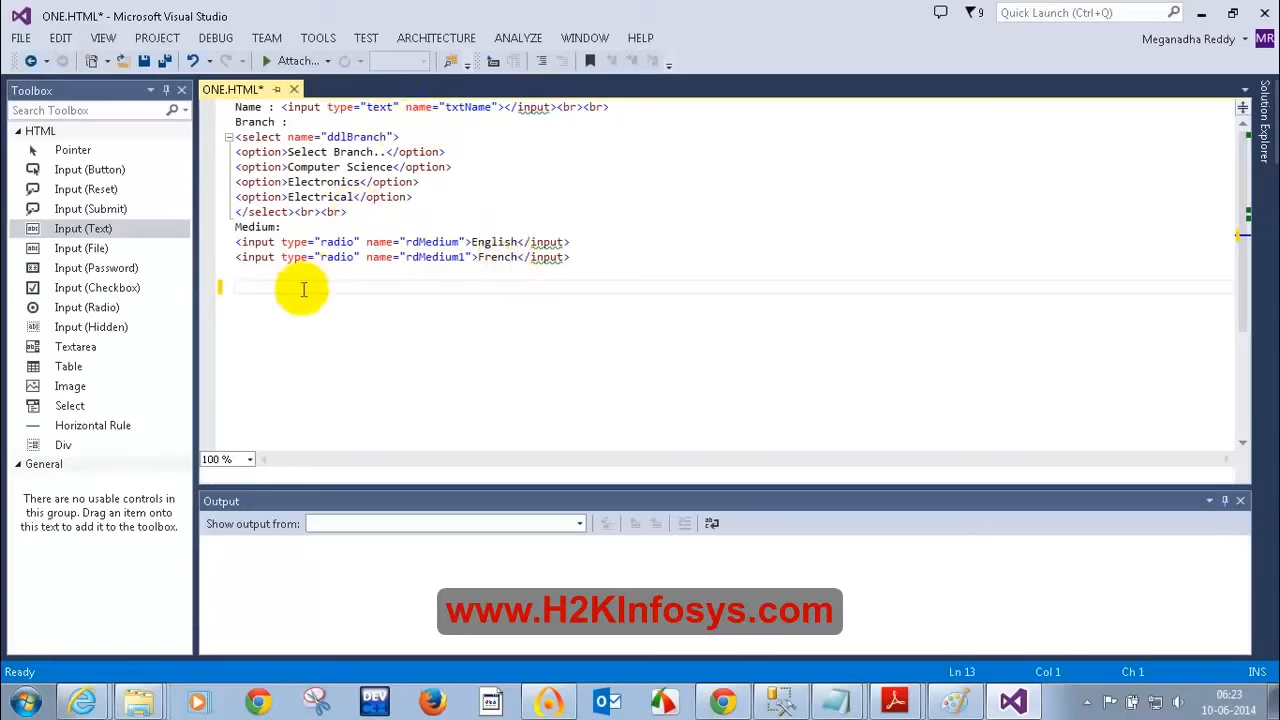 ONE.HTML* - Microsoft Visual Studio
9
Quick Launch (Ctrl+Q)
FILE EDIT VIEW PROJECT DEBUG TEAM TOOLS TEST ARCHITECTURE ANALYZE WINDOW HELP
Meganadha Reddy MR
Attach...
Toolbox
Search Toolbox
HTML
Pointer
Input (Button)
Input (Reset)
Input (Submit)
Input (Text)
Input (File)
Input (Password)
Input (Checkbox)
Input (Radio)
Input (Hidden)
Textarea
Table
Image
Select
Horizontal Rule
Div
General
There are no usable controls in
this group. Drag an item onto
this text to add it to the toolbox.
ONE.HTML*
Name : <input type="text" name="txtName"></input><br><br>
Branch :
<select name="ddlBranch">
<option>Select Branch..</option>
<option>Computer Science</option>
<option>Electronics</option>
<option>Electrical</option>
</select><br><br>
Medium:
<input type="radio" name="rdMedium">English</input>
<input type="radio" name="rdMedium1">French</input>
100 %
Solution Explorer
Output
Show output from:
www.H2KInfosys.com
Ready
Ln 13 Col 1 Ch 1 INS
DEV
06:23
10-06-2014